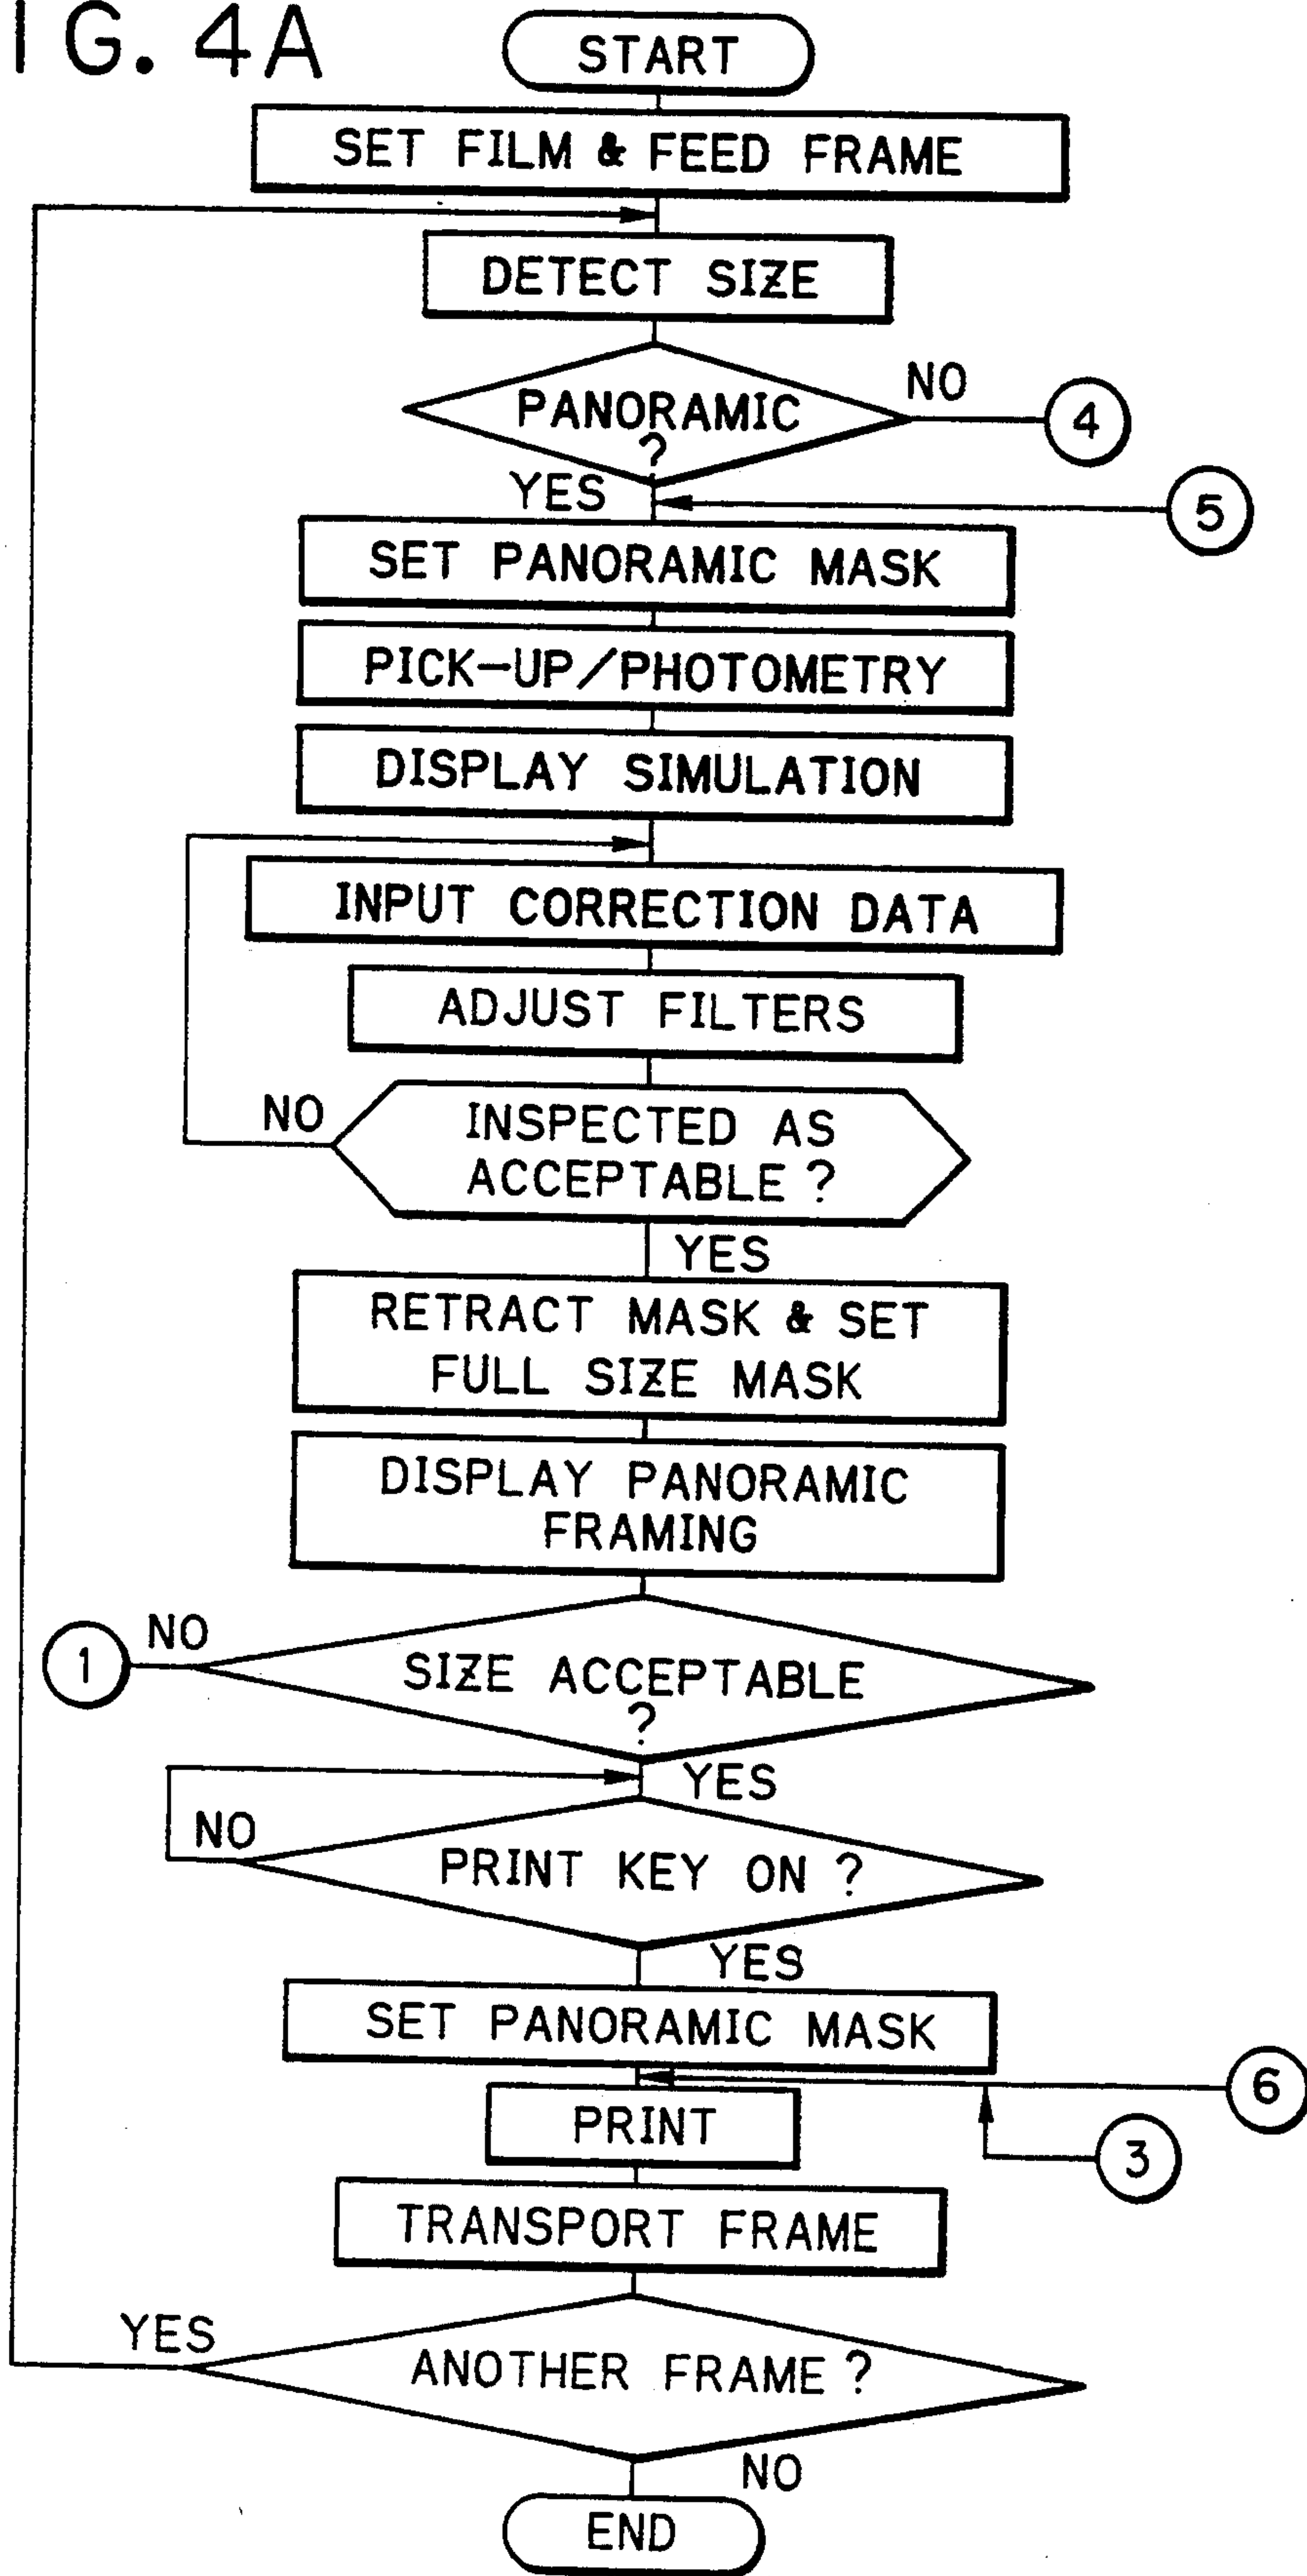 IG. 4A
START
SET FILM & FEED FRAME
DETECT SIZE
PANORAMIC
?
NO
4
YES
5
SET PANORAMIC MASK
PICK-UP/PHOTOMETRY
DISPLAY SIMULATION
INPUT CORRECTION DATA
ADJUST FILTERS
NO
INSPECTED AS
ACCEPTABLE ?
YES
RETRACT MASK & SET
FULL SIZE MASK
DISPLAY PANORAMIC
FRAMING
1
NO
SIZE ACCEPTABLE
?
YES
NO
PRINT KEY ON ?
YES
SET PANORAMIC MASK
6
PRINT
3
TRANSPORT FRAME
YES
ANOTHER FRAME ?
NO
END